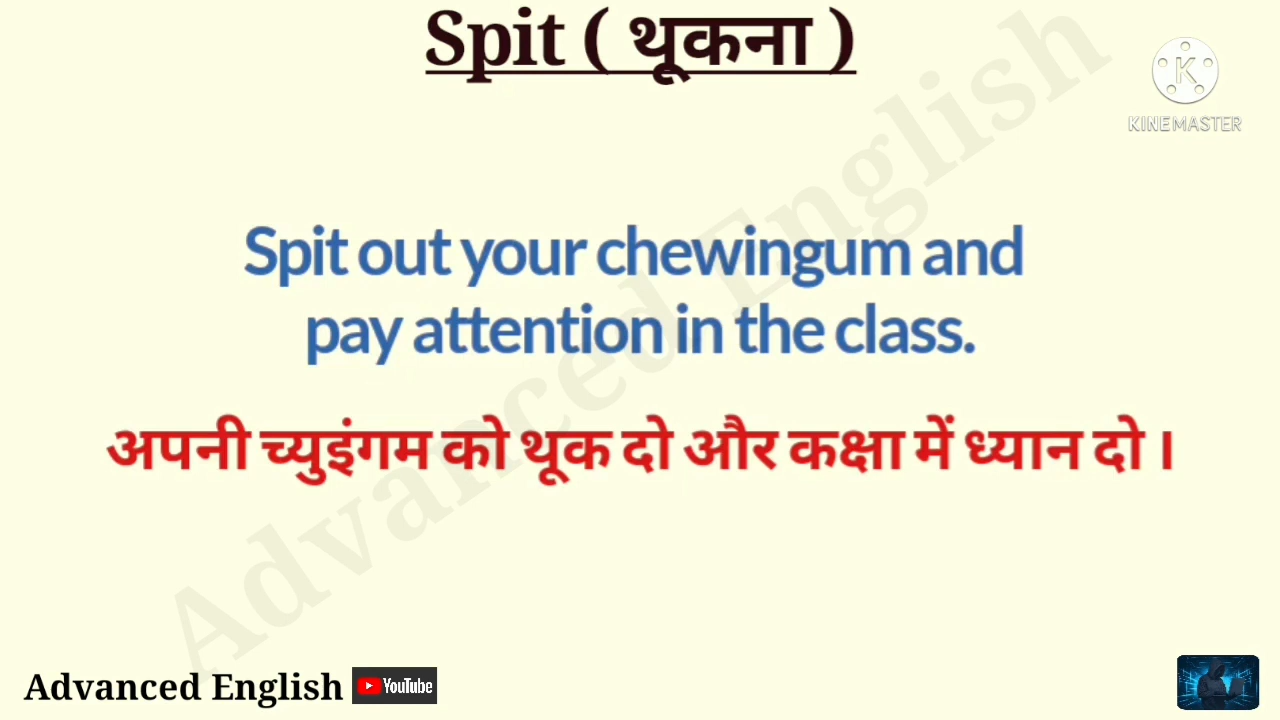 Spit ( थूकना )
KINEMASTER
Spit out your chewingum and
pay attention in the class.
अपनी च्युइंगम को थूक दो और कक्षा में ध्यान दो ।
Advanced English
Advanced English YouTube